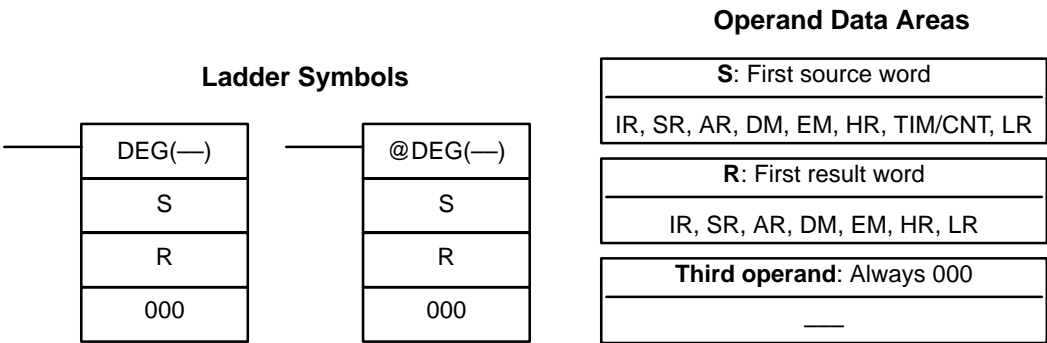 Ladder Symbols
DEG(––)
S
R
000
@DEG(––)
S
R
000
Operand Data Areas
S: First source word
IR, SR, AR, DM, EM, HR, TIM/CNT, LR
R: First result word
IR, SR, AR, DM, EM, HR, LR
Third operand: Always 000
–––